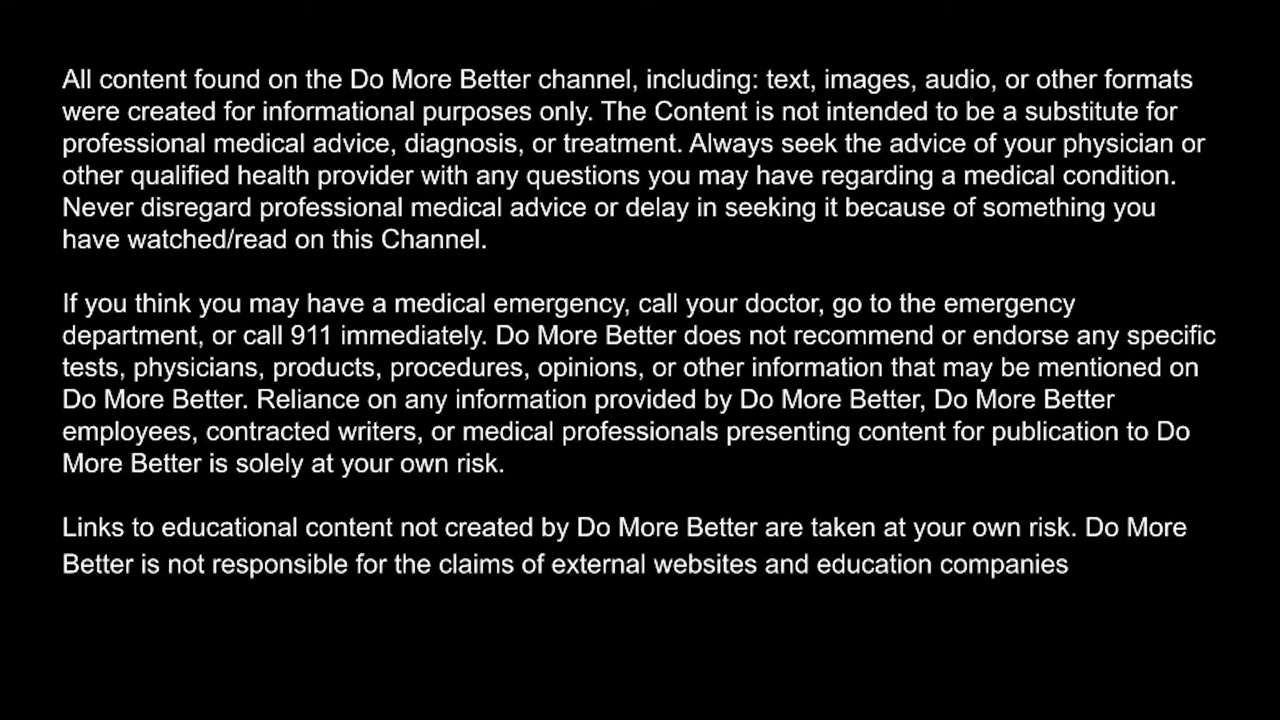 All content found on the Do More Better channel, including: text, images, audio, or other formats
were created for informational purposes only. The Content is not intended to be a substitute for
professional medical advice, diagnosis, or treatment. Always seek the advice of your physician or
other qualified health provider with any questions you may have regarding a medical condition.
Never disregard professional medical advice or delay in seeking it because of something you
have watched/read on this Channel.
If you think you may have a medical emergency, call your doctor, go to the emergency
department, or call 911 immediately. Do More Better does not recommend or endorse any specific
tests, physicians, products, procedures, opinions, or other information that may be mentioned on
Do More Better. Reliance on any information provided by Do More Better, Do More Better
employees, contracted writers, or medical professionals presenting content for publication to Do
More Better is solely at your own risk.
Links to educational content not created by Do More Better are taken at your own risk. Do More
Better is not responsible for the claims of external websites and education companies